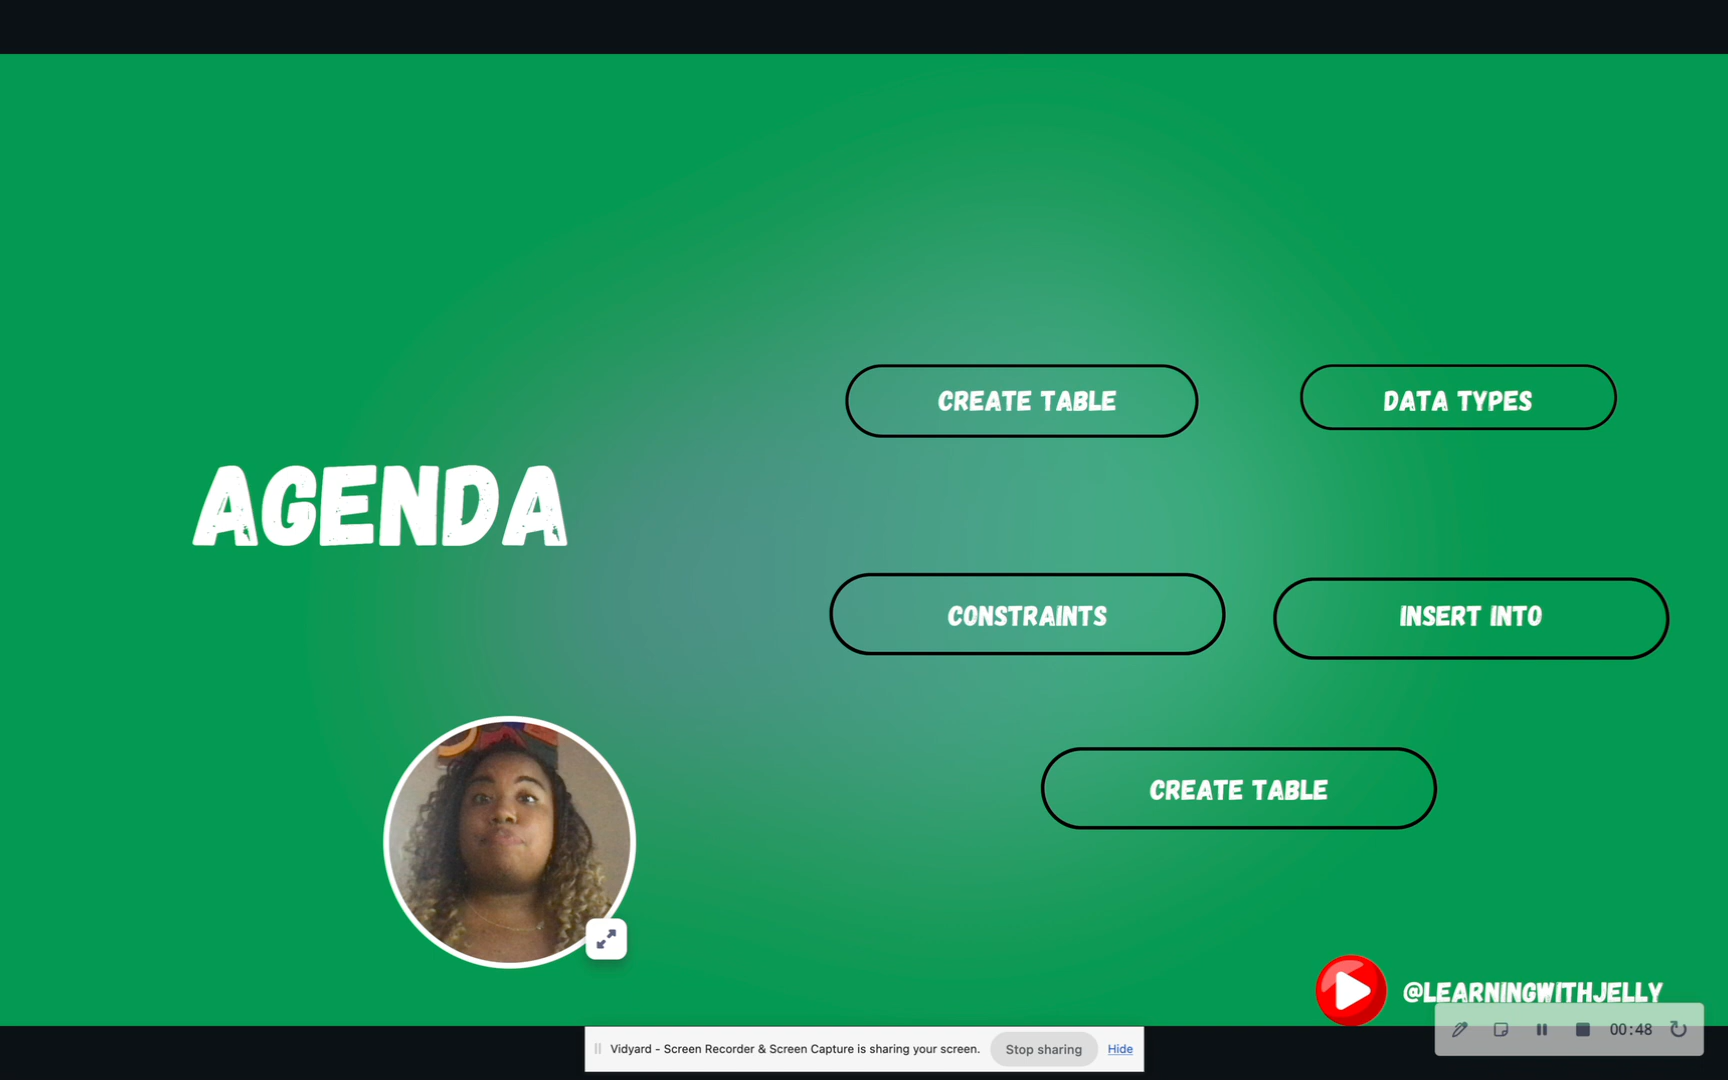 CREATE TABLE
DATA TYPES
AGENDA
CONSTRAINTS
INSERT INTO
CREATE TABLE
@LEARNINGWITHJELLY
00:48
Vidyard - Screen Recorder & Screen Capture is sharing your screen.
Stop sharing
Hide